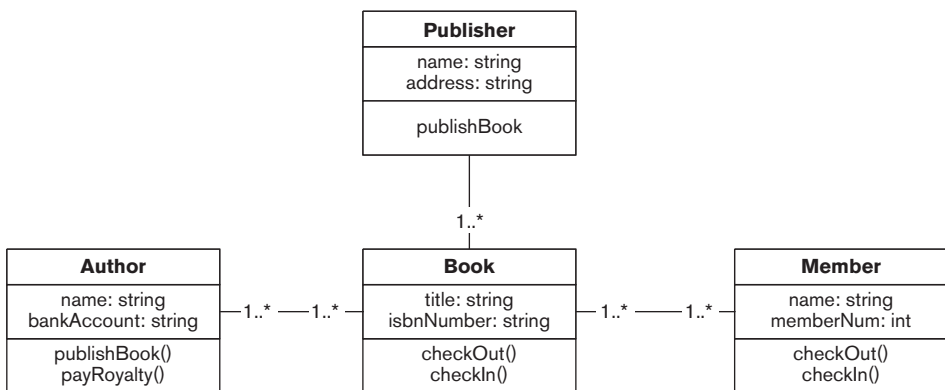 Publisher
name: string
address: string
publishBook
1..*
Author
name: string
bankAccount: string
publishBook()
payRoyalty()
1..*
1..*
Book
title: string
isbnNumber: string
checkOut()
checkIn()
1..*
1..*
Member
name: string
memberNum: int
checkOut()
checkIn()